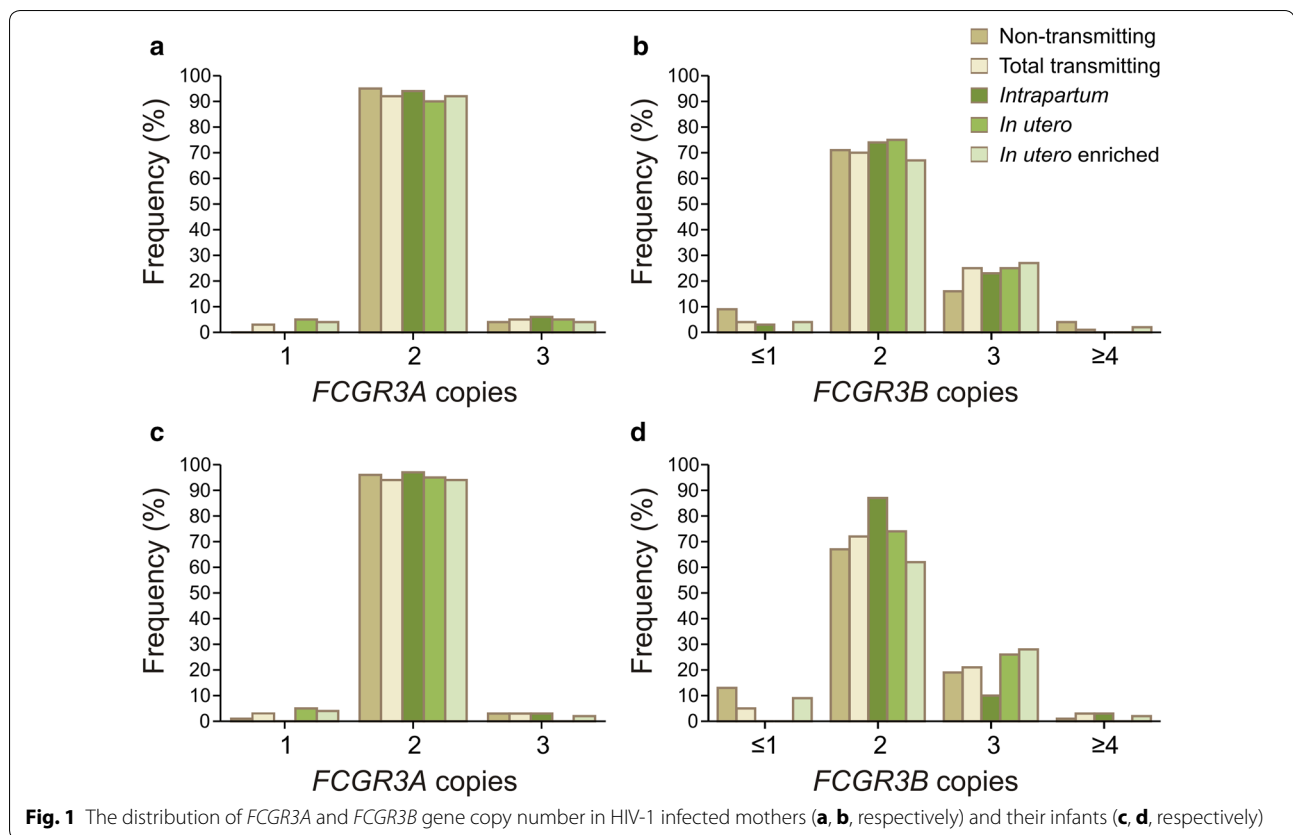 a
Frequency (%)
100
90
80
70
60
50
40
30
20
10
0
1 2 3
FCGR3A copies
b
Frequency (%)
100
90
80
70
60
50
40
30
20
10
0
≤1 2 3 ≥4
FCGR3B copies
Non-transmitting
Total transmitting
Intrapartum
In utero
In utero enriched
c
Frequency (%)
100
90
80
70
60
50
40
30
20
10
0
1 2 3
FCGR3A copies
d
Frequency (%)
100
90
80
70
60
50
40
30
20
10
0
≤1 2 3 ≥4
FCGR3B copies
Fig. 1 The distribution of FCGR3A and FCGR3B gene copy number in HIV-1 infected mothers (a, b, respectively) and their infants (c, d, respectively)